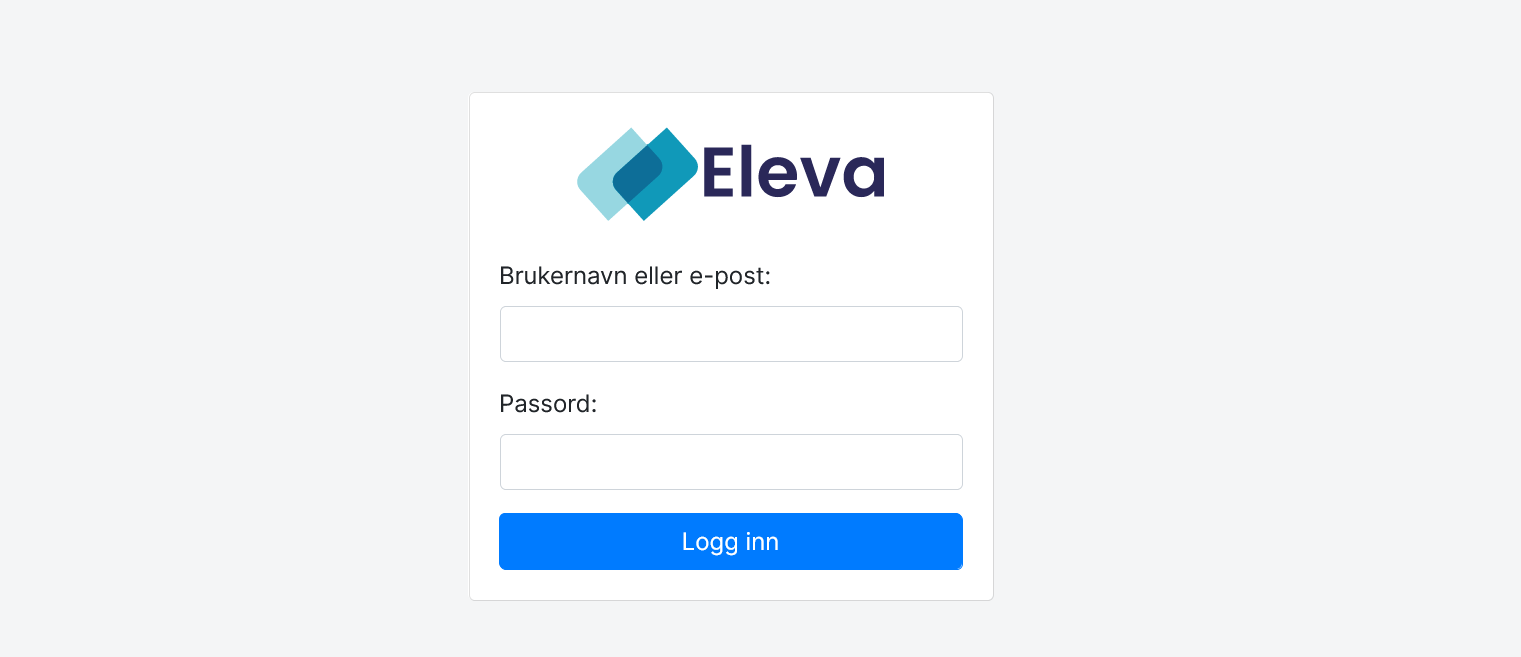 Eleva
Brukernavn eller e-post:
Passord:
Logg inn